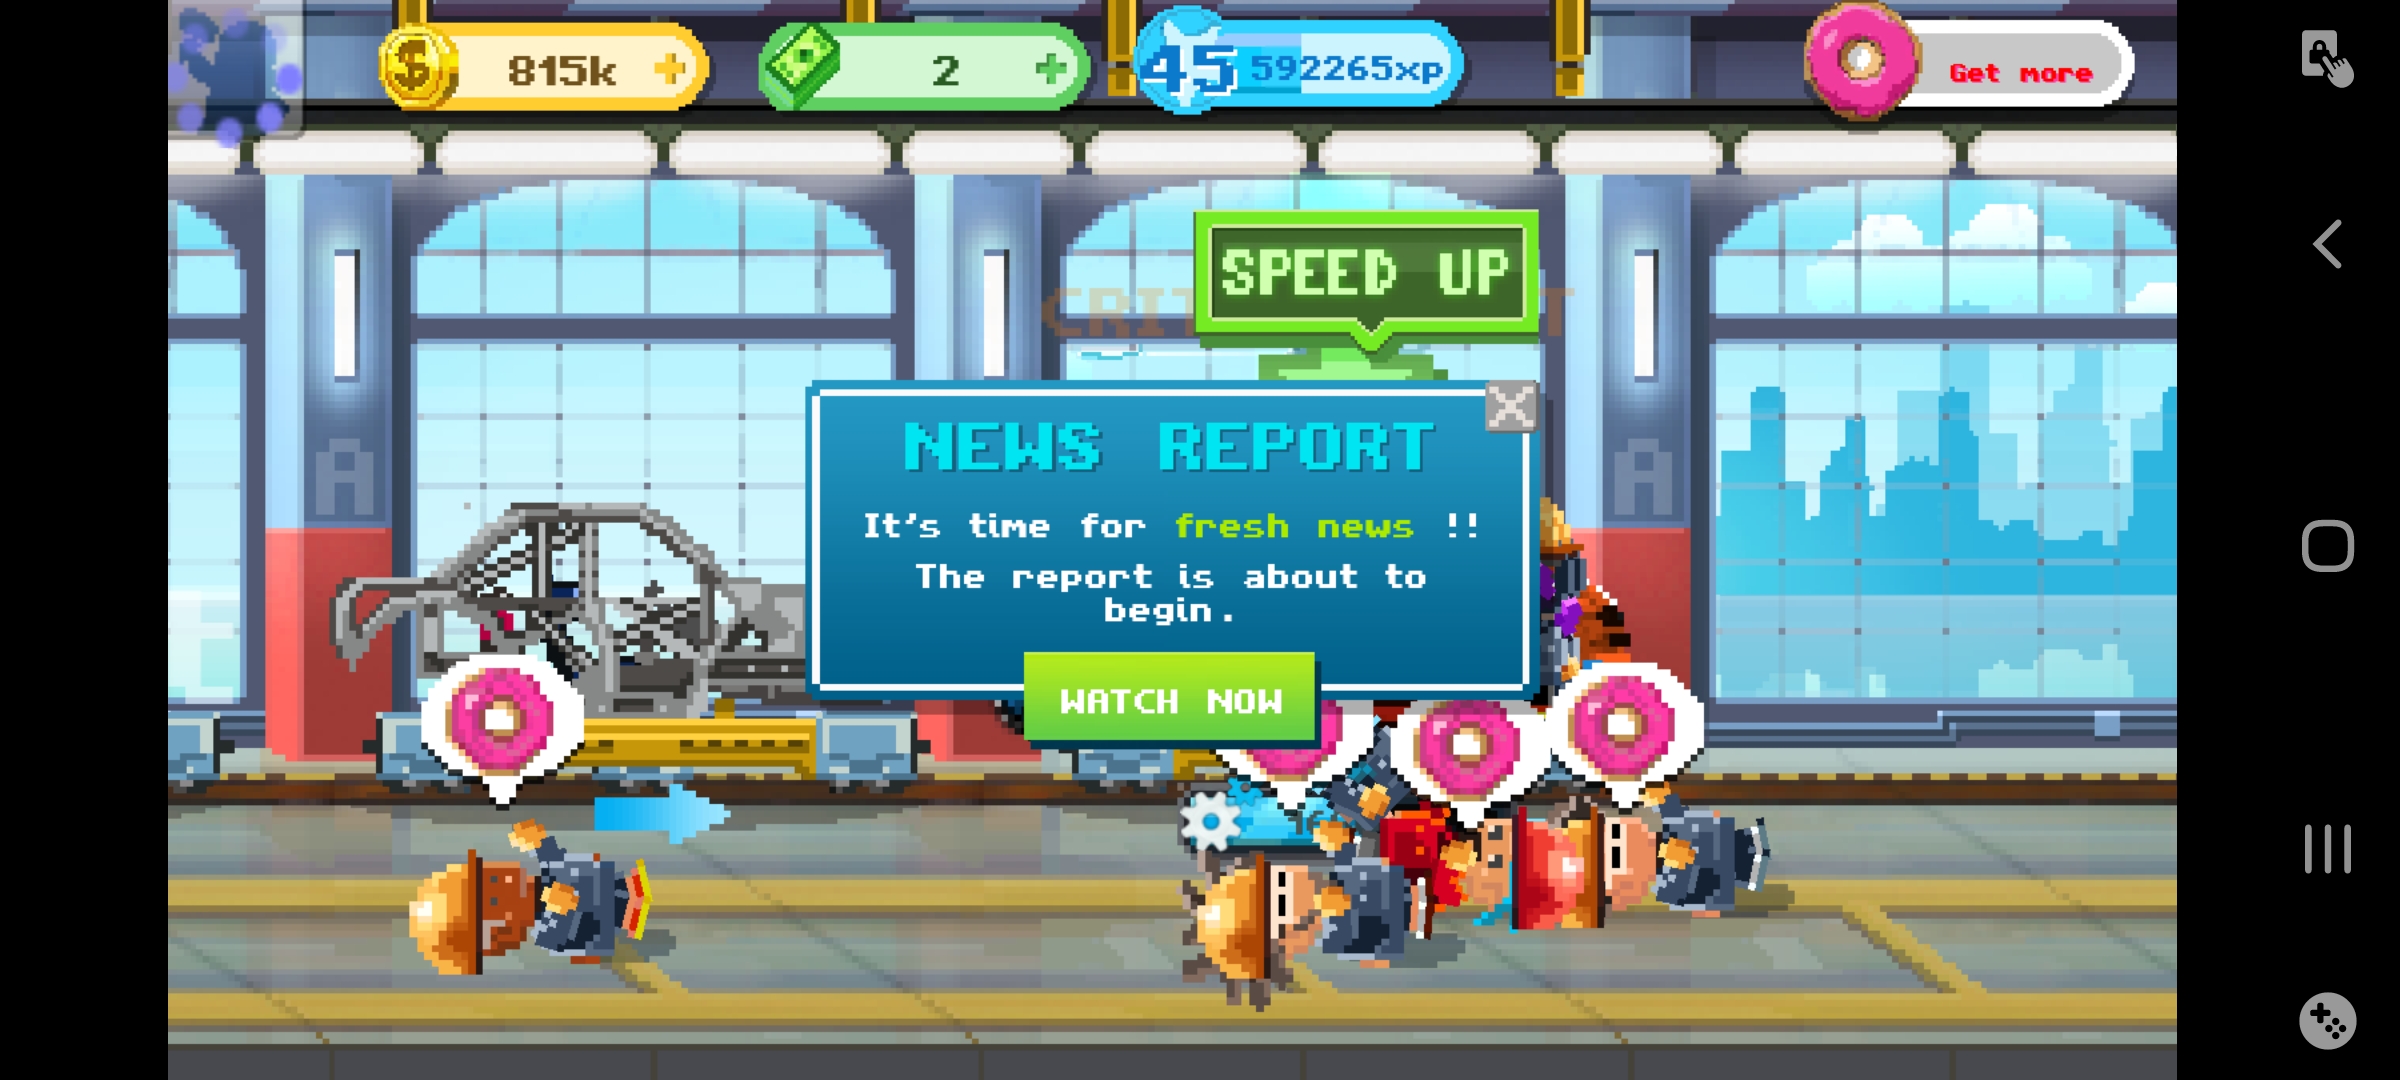 815k
2
45 592265xp
Get more
SPEED UP
NEWS REPORT
It's time for fresh news !!
The report is about to
begin.
WATCH NOW
A
A